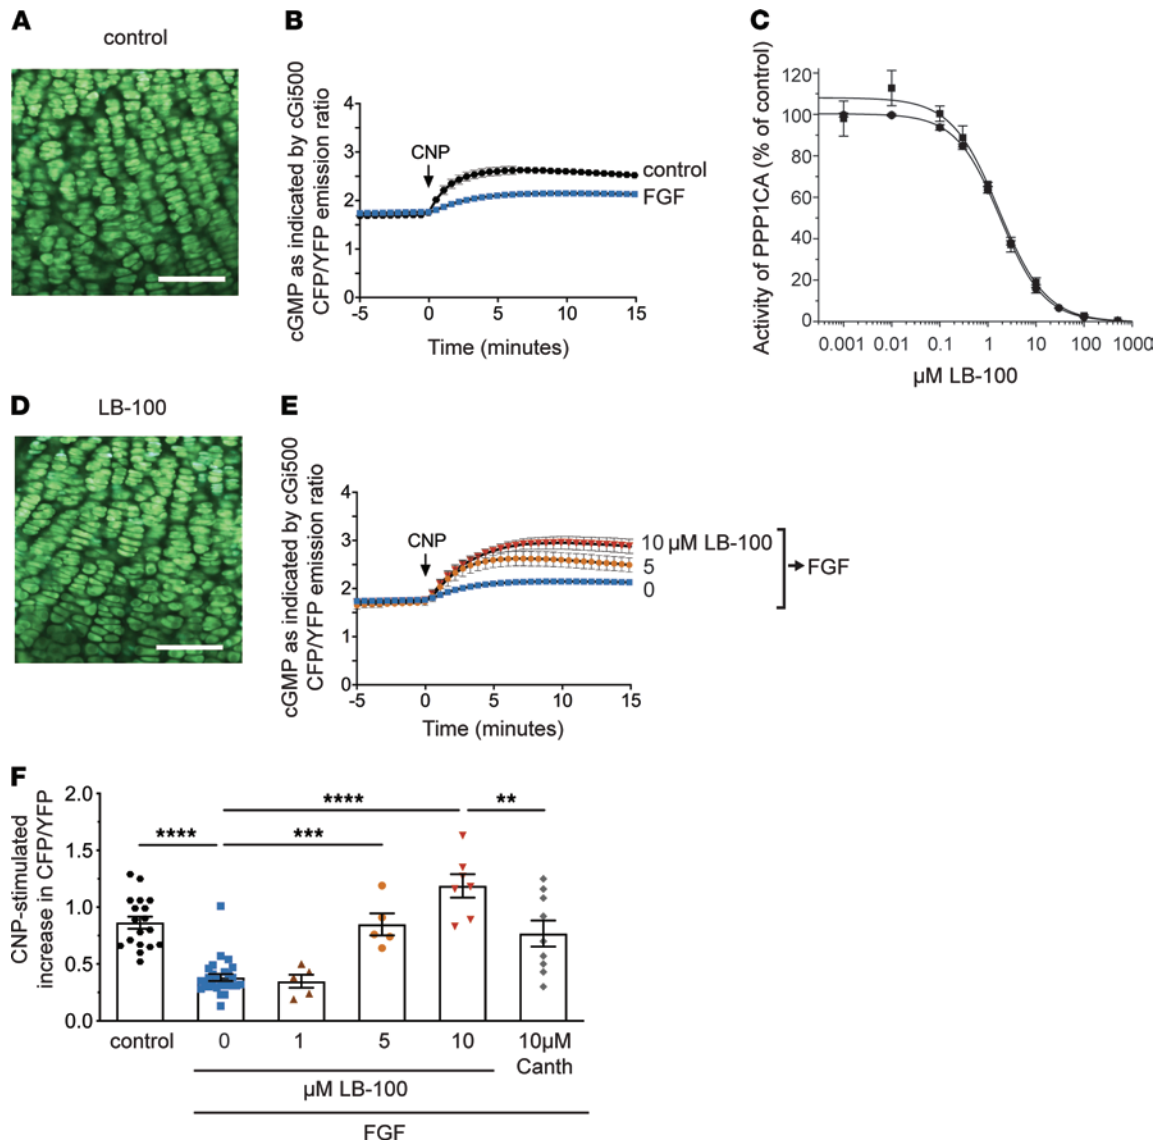 A
control
B
cGMP as indicated by cGi500
CFP/YFP emission ratio
4
3
2
1
0
-5
0
5
10
15
CNP
control
FGF
Time (minutes)
C
Activity of PPP1CA (% of control)
120
100
80
60
40
20
0
0.001
0.01
0.1
1
10
100
1000
µM LB-100
D
LB-100
E
cGMP as indicated by cGi500
CFP/YFP emission ratio
4
3
2
1
0
-5
0
5
10
15
CNP
10 µM LB-100
5
0
FGF
Time (minutes)
F
CNP-stimulated
increase in CFP/YFP
2.0
1.5
1.0
0.5
0.0
****
***
****
**
control
0
1
5
10
10µM
Canth
µM LB-100
FGF